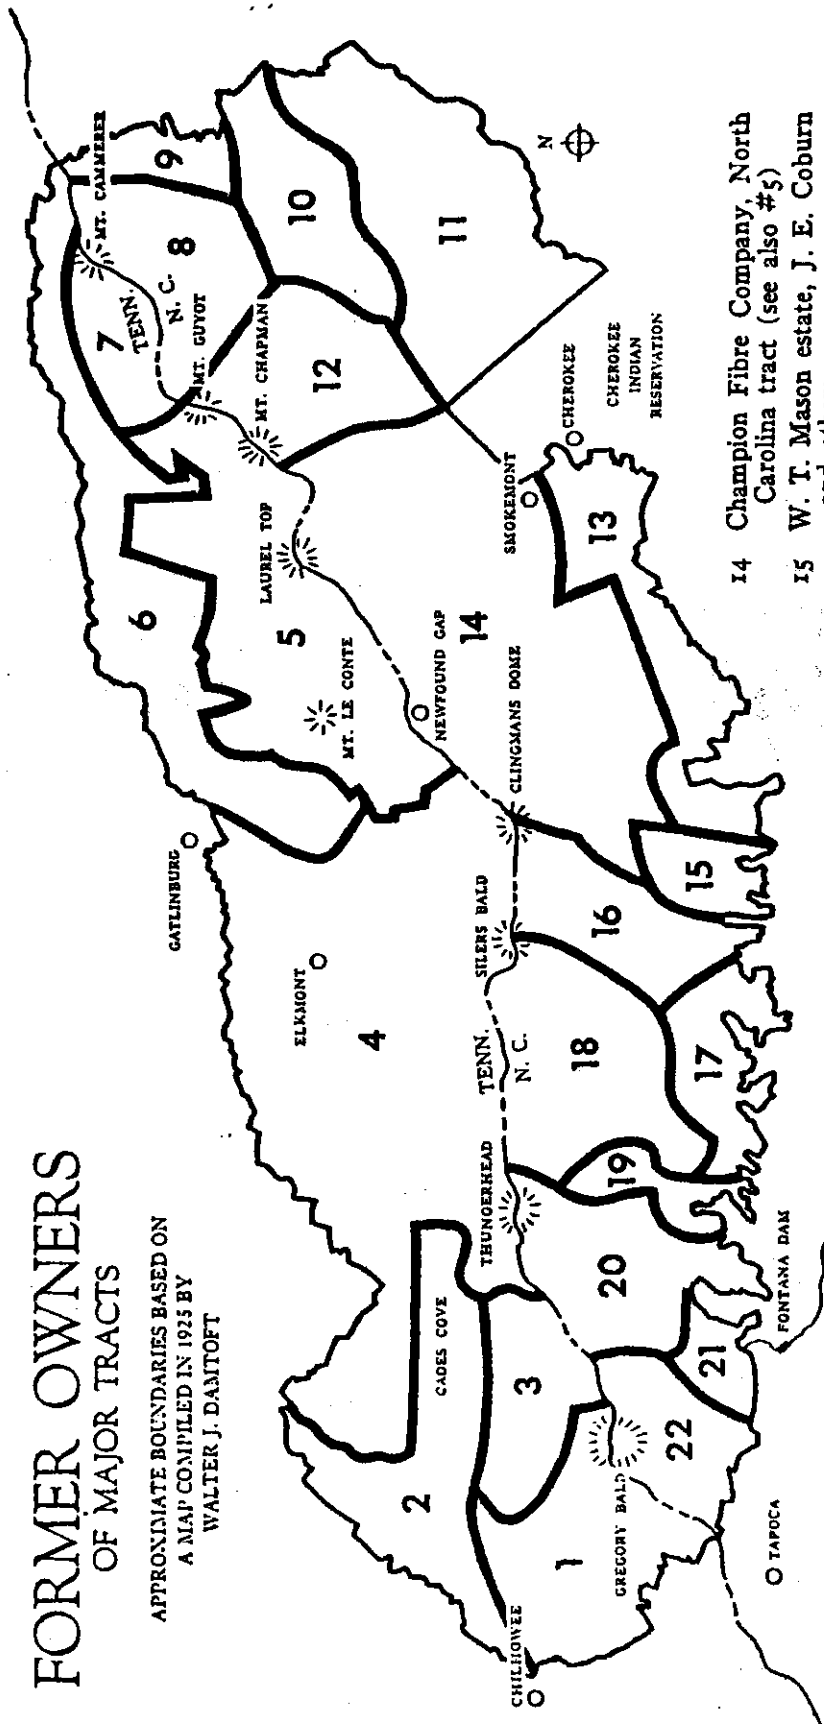 FORMER OWNERS
OF MAJOR TRACTS
APPROXIMATE BOUNDARIES BASED ON
A MAP COMPILED IN 1925 BY
WALTER J. DAMTOFT
GATLINBURG
ELKMONT
CADES COVE
CHILHOWEE
GREGORY BALD
TAPOCA
THUNDERHEAD
TENN.
N. C.
SILERS BALD
CLINGMANS DOME
NEWFOUND GAP
MT. LE CONTE
LAUREL TOP
MT. CHAPMAN
MT. GUYOT
TENN.
N. C.
MT. CAMMERER
SMOKEMONT
CHEROKEE
CHEROKEE
INDIAN
RESERVATION
FONTANA DAM
N
1
2
3
4
5
6
7
8
9
10
11
12
13
14
15
16
17
18
19
20
21
22
14 Champion Fibre Company, North
Carolina tract (see also #5)
15 W. T. Mason estate, J. E. Coburn